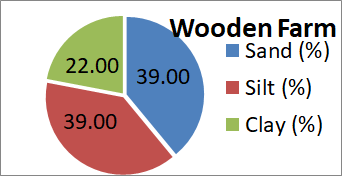 Wooden Farm
Sand (%)
Silt (%)
Clay (%)
22.00
39.00
39.00